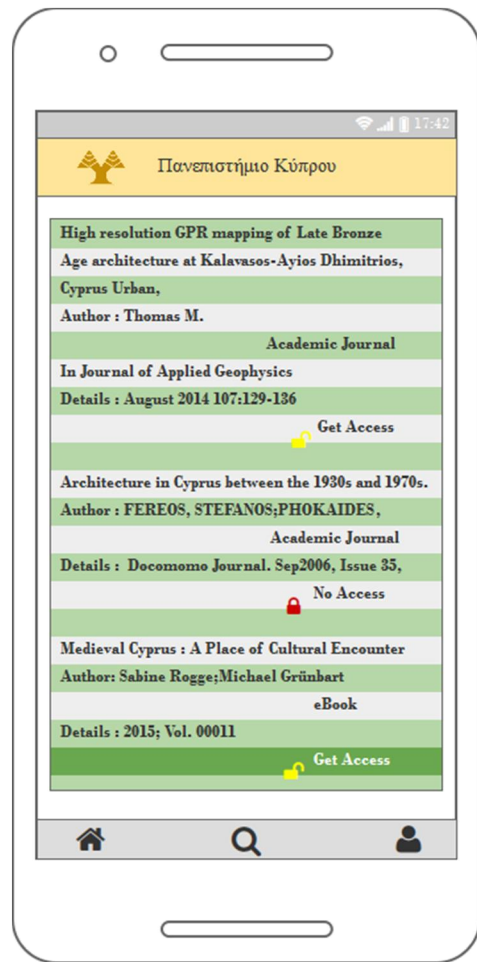 17:42
Πανεπιστήμιο Κύπρου
High resolution GPR mapping of Late Bronze
Age architecture at Kalavasos-Ayios Dhimitrios,
Cyprus Urban,
Author : Thomas M.
Academic Journal
In Journal of Applied Geophysics
Details : August 2014 107:129-136
Get Access
Architecture in Cyprus between the 1930s and 1970s.
Author : FEREOS, STEFANOS;PHOKAIDES,
Academic Journal
Details : Docomomo Journal. Sep2006, Issue 35,
No Access
Medieval Cyprus : A Place of Cultural Encounter
Author: Sabine Rogge;Michael Grünbart
eBook
Details : 2015; Vol. 00011
Get Access